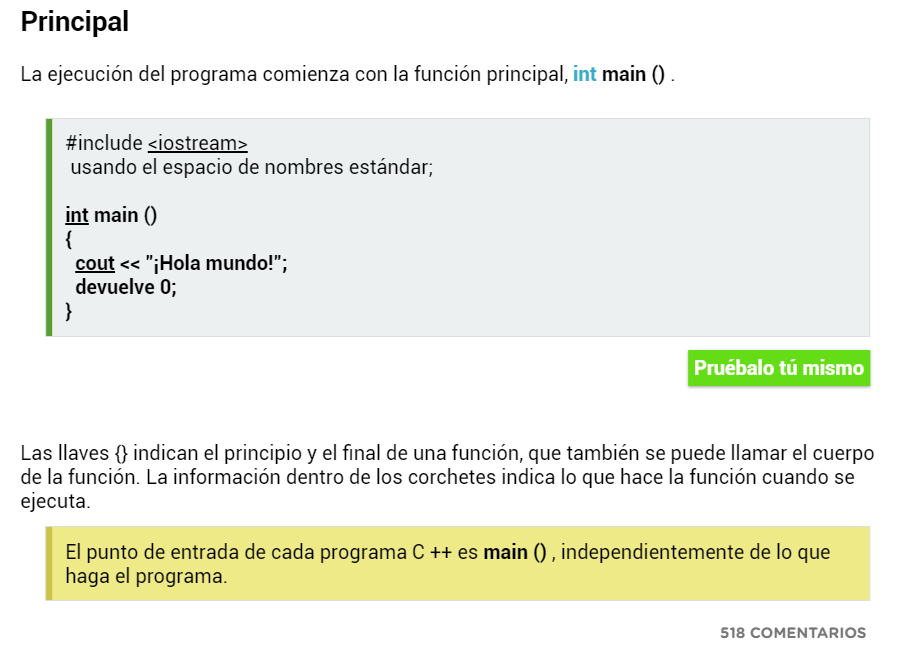 Principal
La ejecución del programa comienza con la función principal, int main () .
#include <iostream>
usando el espacio de nombres estándar;
int main ()
{
cout << "¡Hola mundo!";
devuelve 0;
}
Pruébalo tú mismo
Las llaves {} indican el principio y el final de una función, que también se puede llamar el cuerpo
de la función. La información dentro de los corchetes indica lo que hace la función cuando se
ejecuta.
El punto de entrada de cada programa C ++ es main () , independientemente de lo que
haga el programa.
518 COMENTARIOS